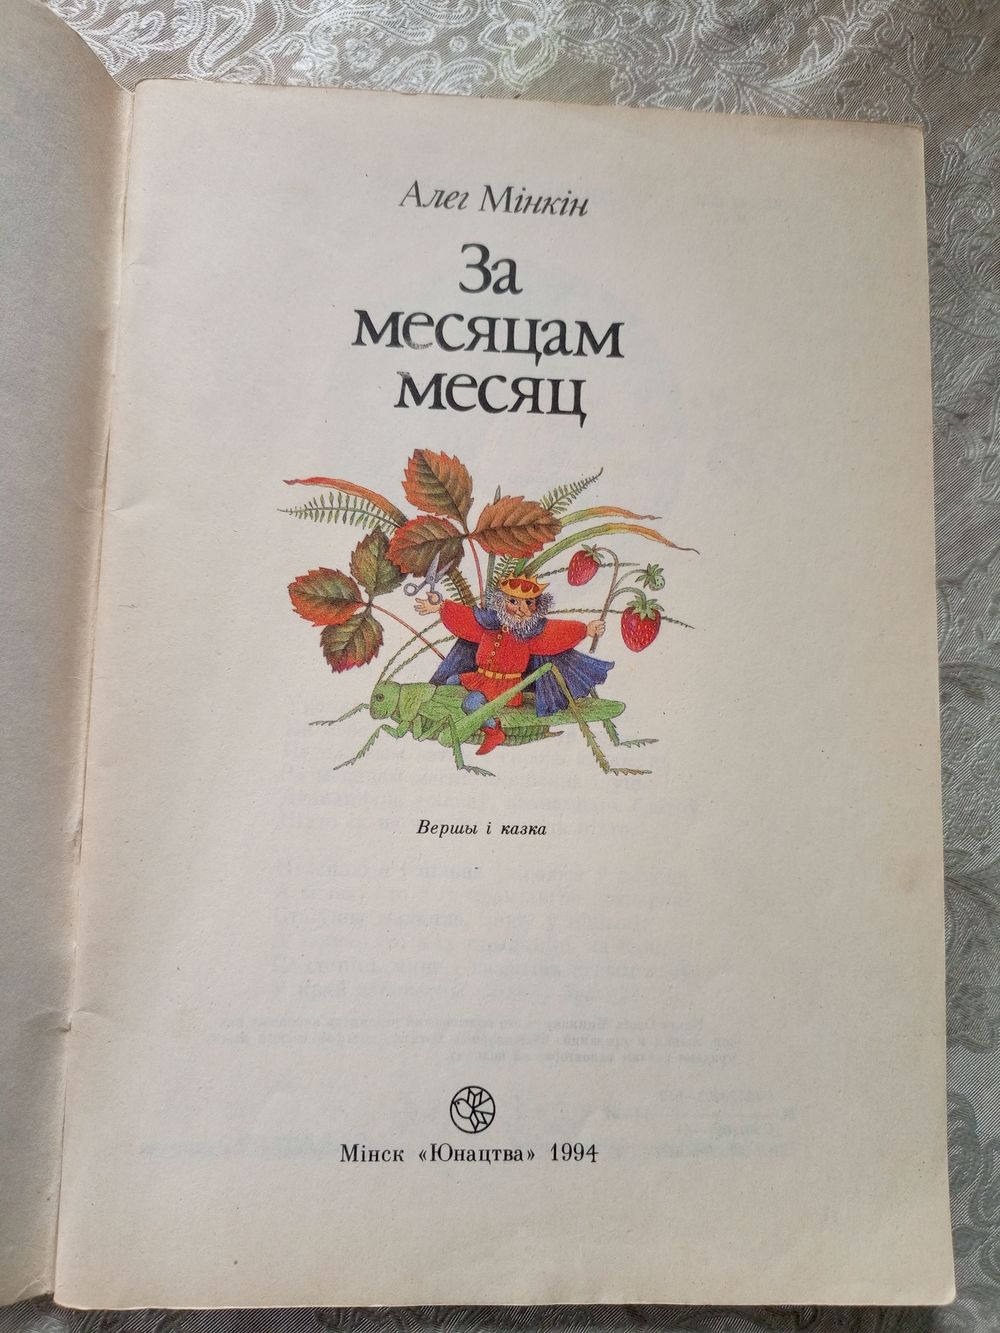 Алег Мінкін
За
месяцам
месяц
Вершы і казка
Мінск «Юнацтва» 1994